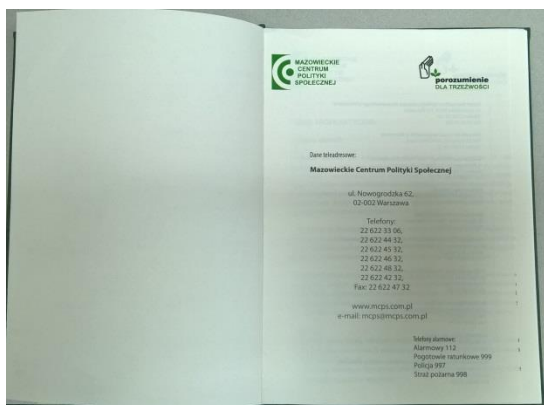 MAZOWIECKIE
CENTRUM
POLITYKI
SPOŁECZNEJ
porozumienie
DLA TRZEŹWOŚCI
Dane teleadresowe:
Mazowieckie Centrum Polityki Społecznej
ul. Nowogrodzka 62,
02-002 Warszawa
Telefony:
22 622 33 06,
22 622 44 32,
22 622 45 32,
22 622 46 32,
22 622 48 32,
22 622 42 32,
Fax: 22 622 47 32
www.mcps.com.pl
e-mail: mcps@mcps.com.pl
Telefony alarmowe:
Alarmowy 112
Pogotowie ratunkowe 999
Policja 997
Straż pożarna 998